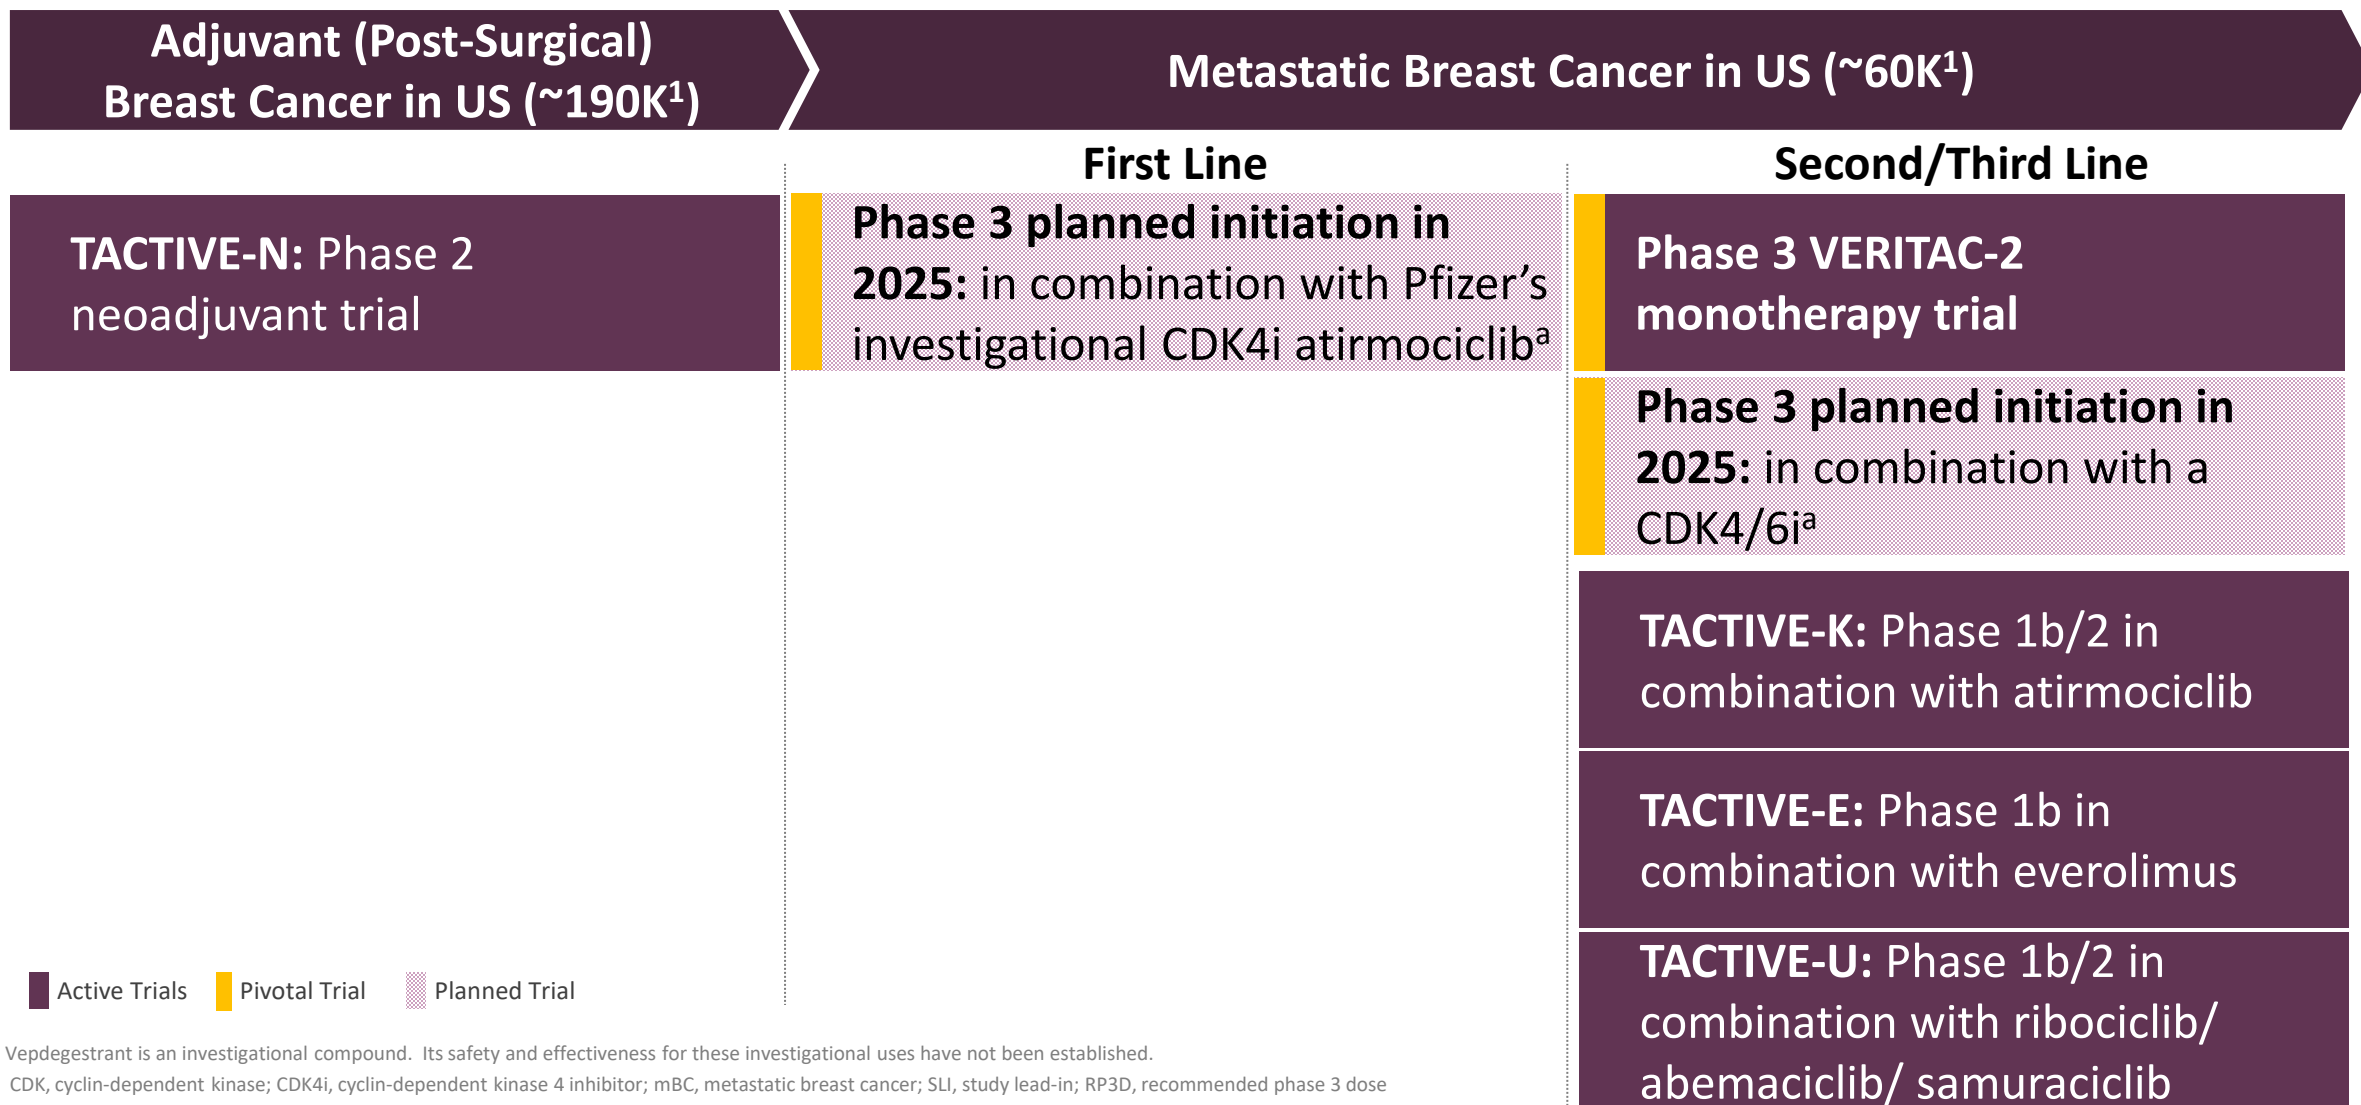 Adjuvant (Post-Surgical)
Breast Cancer in US (~190K¹)
Metastatic Breast Cancer in US (~60K¹)
First Line
Second/Third Line
TACTIVE-N: Phase 2
neoadjuvant trial
Phase 3 planned initiation in
2025: in combination with Pfizer’s
investigational CDK4i atirmociclibᵃ
Phase 3 VERITAC-2
monotherapy trial
Phase 3 planned initiation in
2025: in combination with a
CDK4/6iᵃ
TACTIVE-K: Phase 1b/2 in
combination with atirmociclib
TACTIVE-E: Phase 1b in
combination with everolimus
TACTIVE-U: Phase 1b/2 in
combination with ribociclib/
abemaciclib/ samuraciclib
Active Trials
Pivotal Trial
Planned Trial
Vepdegestrant is an investigational compound.  Its safety and effectiveness for these investigational uses have not been established.
CDK, cyclin-dependent kinase; CDK4i, cyclin-dependent kinase 4 inhibitor; mBC, metastatic breast cancer; SLI, study lead-in; RP3D, recommended phase 3 dose